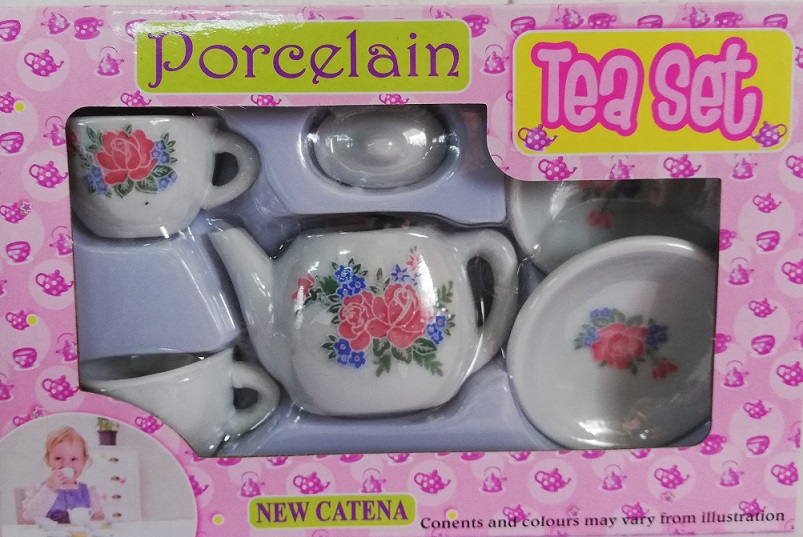 Porcelain
Tea Set
NEW CATENA
Conents and colours may vary from illustration